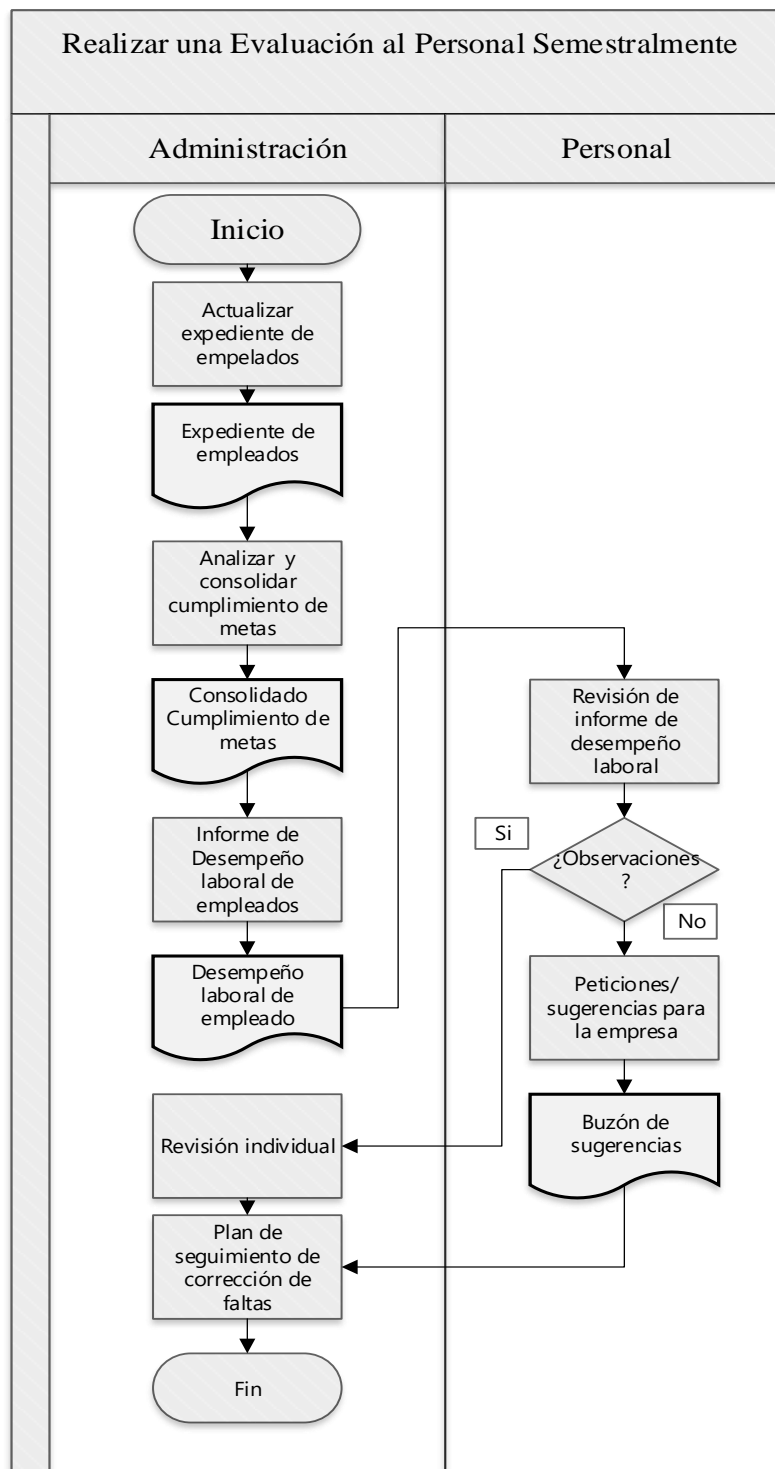 Realizar una Evaluación al Personal Semestralmente
Administración
Personal
Inicio
Actualizar
expediente de
empelados
Expediente de
empleados
Analizar y
consolidar
cumplimiento de
metas
Consolidado
Cumplimiento de
metas
Informe de
Desempeño
laboral de
empleados
Desempeño
laboral de
empleado
Revisión de
informe de
desempeño
laboral
Si
¿Observaciones
?
No
Peticiones/
sugerencias para
la empresa
Buzón de
sugerencias
Revisión individual
Plan de
seguimiento de
corrección de
faltas
Fin